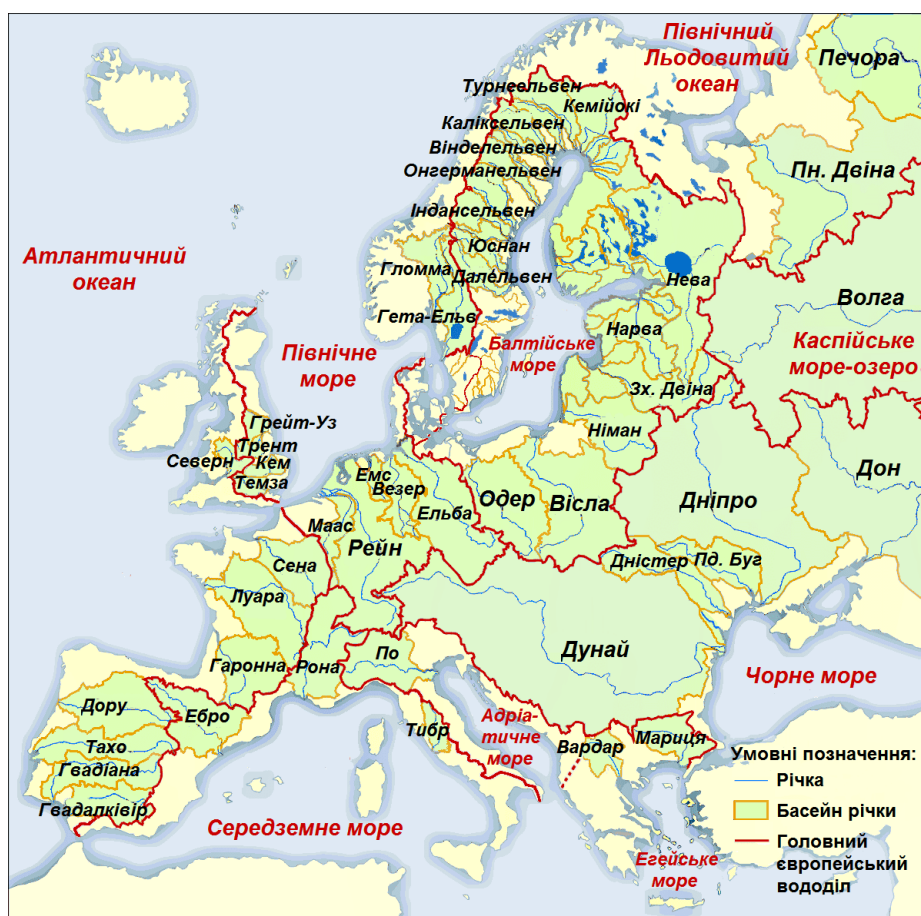 Північний
Льодовитий
океан
Печора
Турнеельвен
Кемійокі
Каліксельвен
Вінделельвен
Онгерманельвен
Пн. Двіна
Індансельвен
Юснан
Атлантичний
океан
Гломма
Далельвен
Нева
Волга
Гета-Ельв
Нарва
Балтійське
море
Північне
море
Каспійське
море-озеро
Зх. Двіна
Грейт-Уз
Німан
Трент
Северн
Кем
Темза
Емс
Везер
Одер
Вісла
Дніпро
Дон
Ельба
Маас
Рейн
Сена
Дністер
Пд. Буг
Луара
Дунай
Гаронна
Рона
По
Чорне море
Дору
Ебро
Тибр
Адріа-
тичне
море
Вардар
Мариця
Тахо
Гвадіана
Гвадалківір
Середземне море
Егейське
море
Умовні позначення:
Річка
Басейн річки
Головний
європейський
вододіл